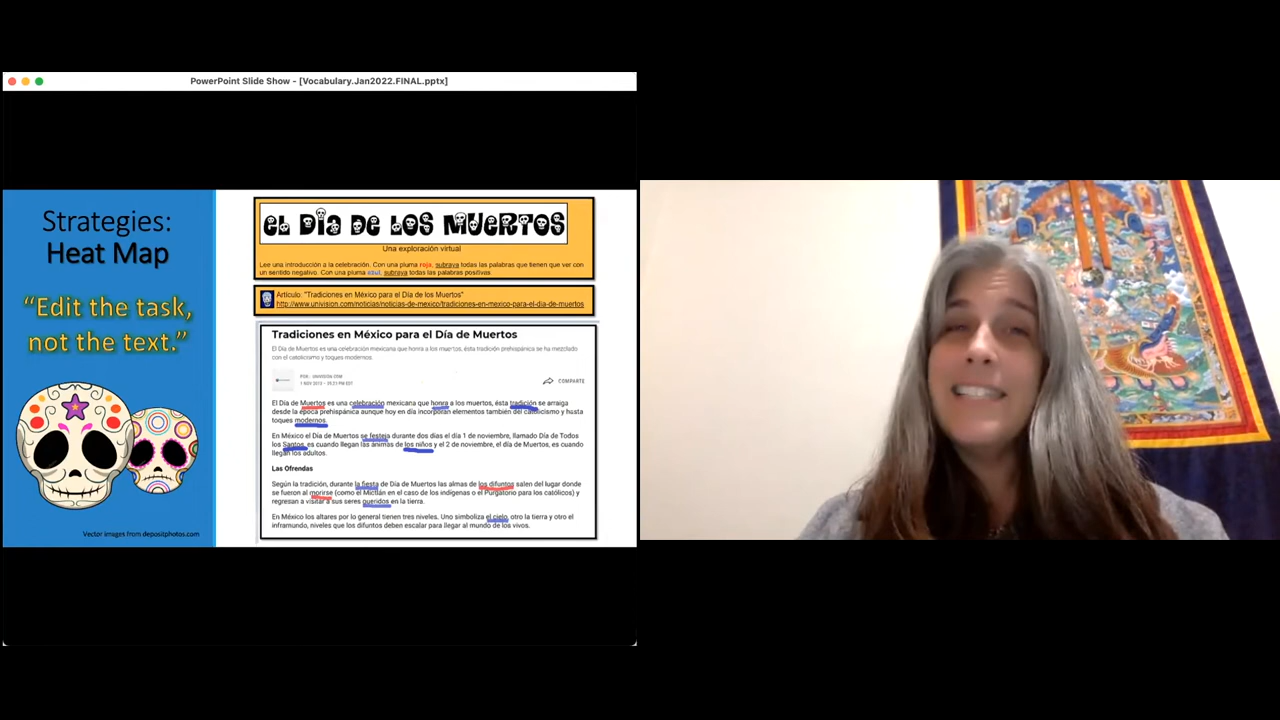 PowerPoint Slide Show - [Vocabulary.Jan2022.FINAL.pptx]
Strategies:
Heat Map
“Edit the task,
not the text.”
Vector images from depositphotos.com
EL DÍA DE LOS MUERTOS
Una exploración virtual
Lee una introducción a la celebración. Con una pluma roja, subraya todas las palabras que tienen que ver con
un sentido negativo. Con una pluma azul, subraya todas las palabras positivas
Artículo: "Tradiciones en México para el Día de los Muertos"
http://www.univision.com/noticias/noticias-de-mexico/tradiciones-en-mexico-para-el-dia-de-muertos
Tradiciones en México para el Día de Muertos
El Día de Muertos es una celebración mexicana que honra a los muertos, ésta tradición prehispánica se ha mezclado
con el catolicismo y toques modernos.
POR: UNIVISION.COM
1 NOV 2013 – 05:21 PM EDT
COMPARTE
El Día de Muertos es una celebración mexicana que honra a los muertos, ésta tradición se arraiga
desde la época prehispánica aunque hoy en día incorporan elementos también del catolicismo y hasta
toques modernos.
En México el Día de Muertos se festeja durante dos días el día 1 de noviembre, llamado Día de Todos
los Santos, es cuando llegan las ánimas de los niños y el 2 de noviembre, el día de Muertos, es cuando
llegan los adultos.
Las Ofrendas
Según la tradición, durante la fiesta de Día de Muertos las almas de los difuntos salen del lugar donde
se fueron al morirse (como el Mictlán en el caso de los indígenas o el Purgatorio para los católicos) y
regresan a visitar a sus seres queridos en la tierra.
En México los altares por lo general tienen tres niveles. Uno simboliza el cielo, otro la tierra y otro el
inframundo, niveles que los difuntos deben escalar para llegar al mundo de los vivos.